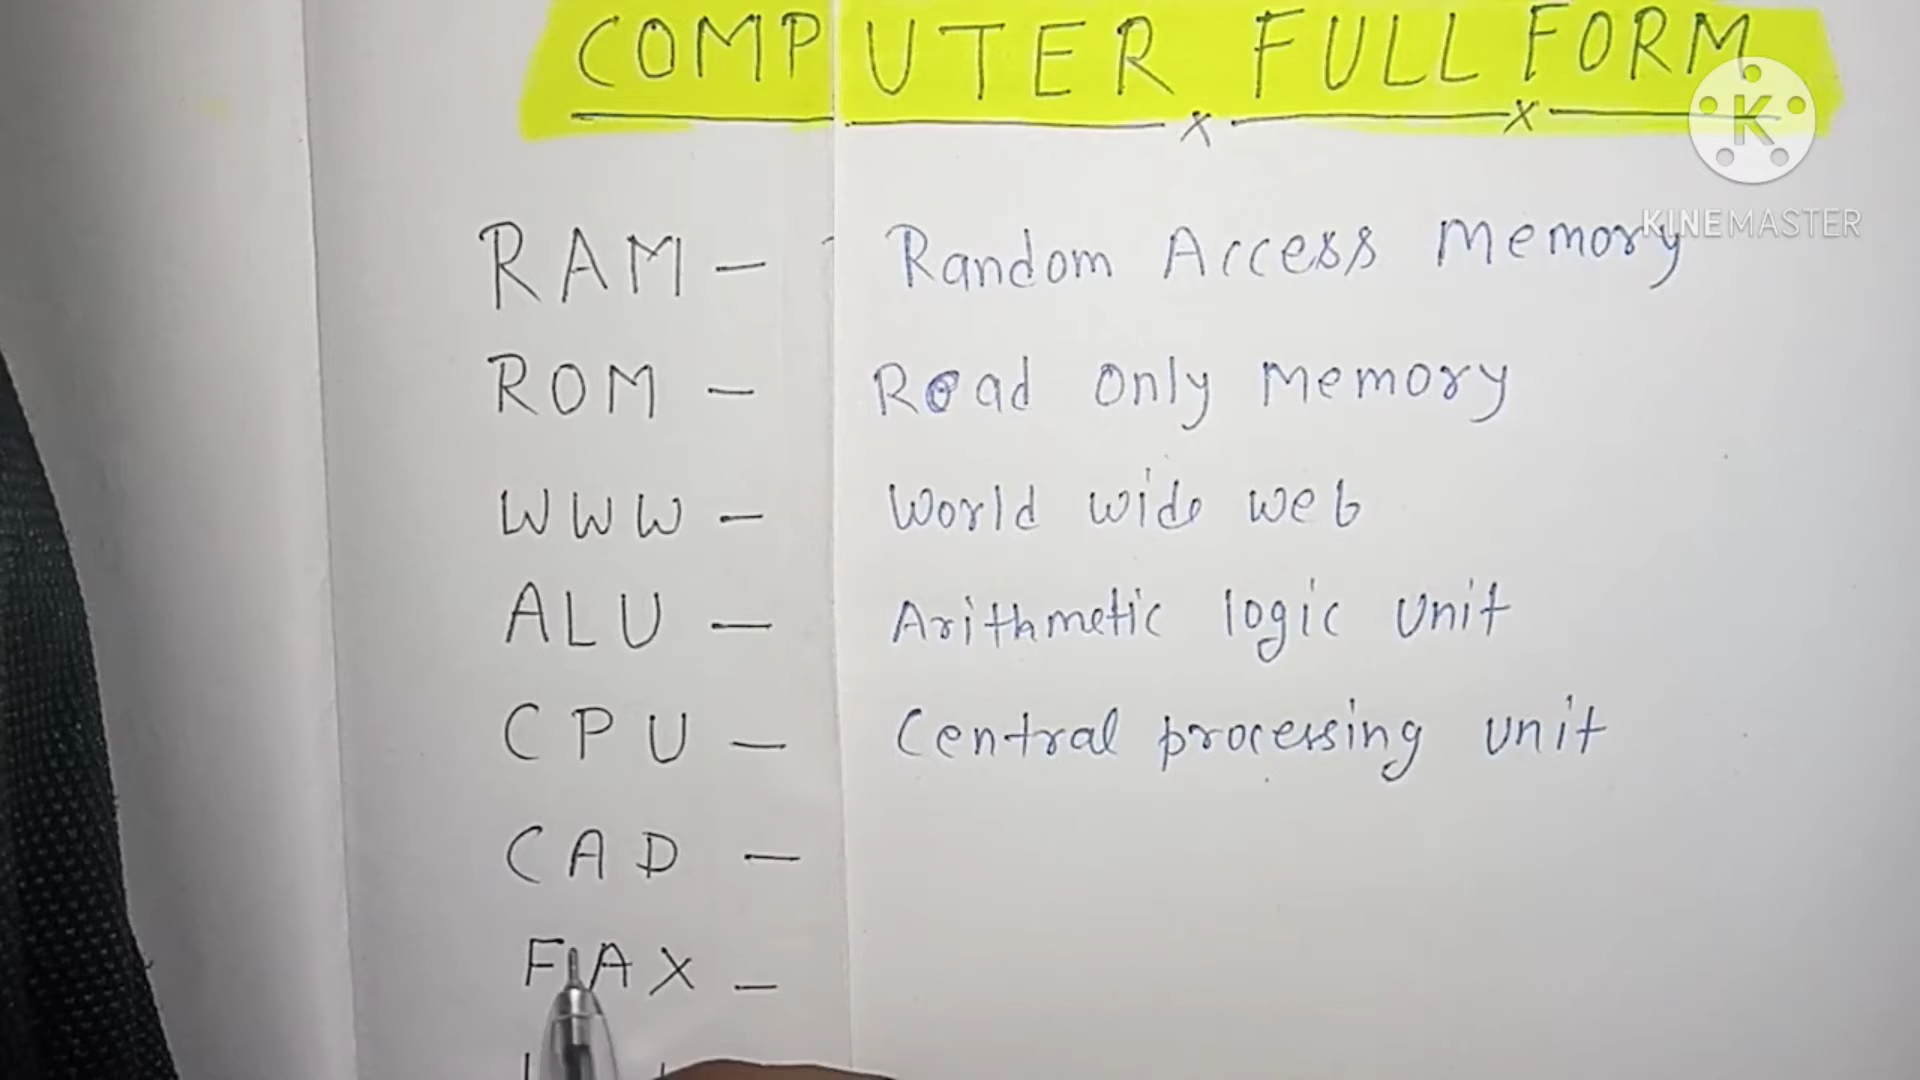 COMPUTER FULL FORM
K
KINEMASTER
RAM - Random Access Memory
ROM - Read only Memory
WWW - World wide web
ALU - Arithmetic logic unit
CPU - Central processing unit
CAD -
FAX -